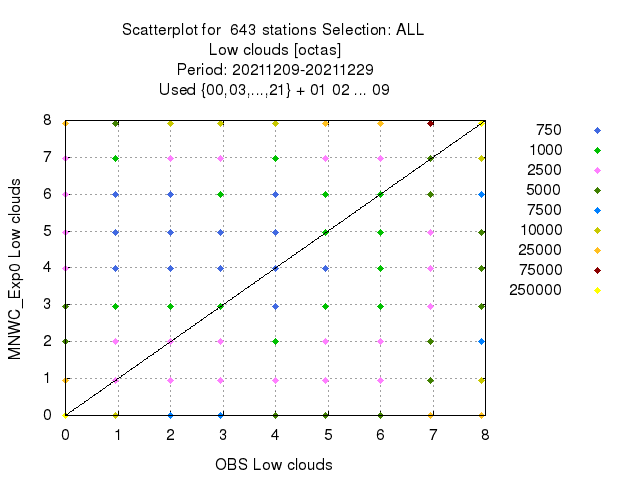 Scatterplot for 643 stations Selection: ALL
Low clouds [octas]
Period: 20211209-20211229
Used {00,03,...,21} + 01 02 ... 09
8
7
6
5
4
3
2
1
0
MNWC_Exp0 Low clouds
0 1 2 3 4 5 6 7 8
OBS Low clouds
750
1000
2500
5000
7500
10000
25000
75000
250000